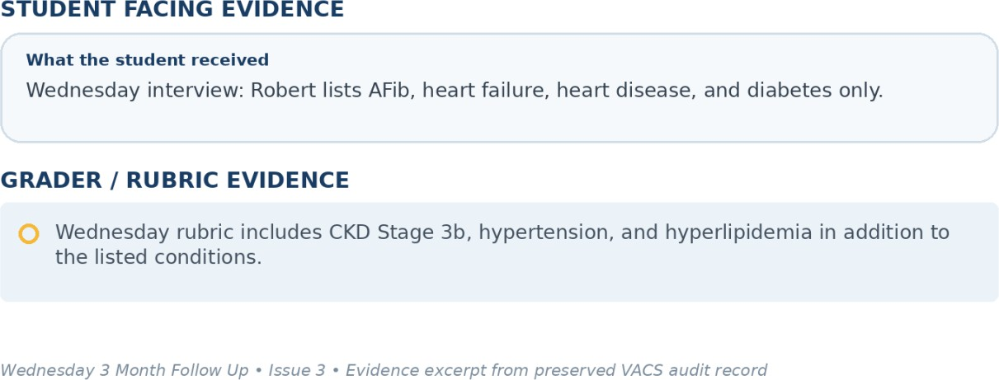 STUDENT FACING EVIDENCE
What the student received
Wednesday interview: Robert lists AFib, heart failure, heart disease, and diabetes only.
GRADER / RUBRIC EVIDENCE
Wednesday rubric includes CKD Stage 3b, hypertension, and hyperlipidemia in addition to
the listed conditions.
Wednesday 3 Month Follow Up • Issue 3 • Evidence excerpt from preserved VACS audit record